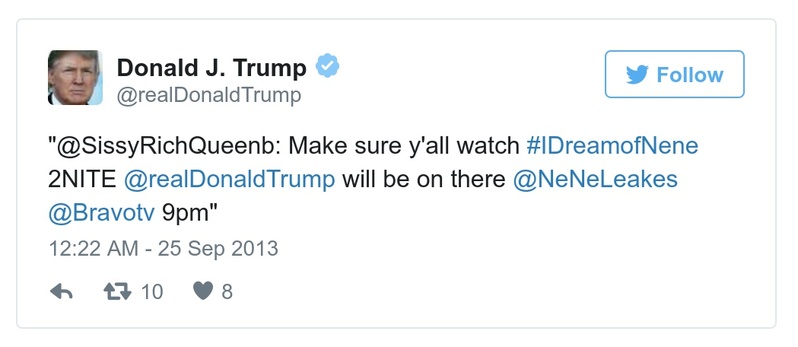 Donald J. Trump
@realDonaldTrump
Follow
"@SissyRichQueenb: Make sure y'all watch #IDreamofNene
2NITE @realDonaldTrump will be on there @NeNeLeakes
@Bravotv 9pm"
12:22 AM - 25 Sep 2013
10 8